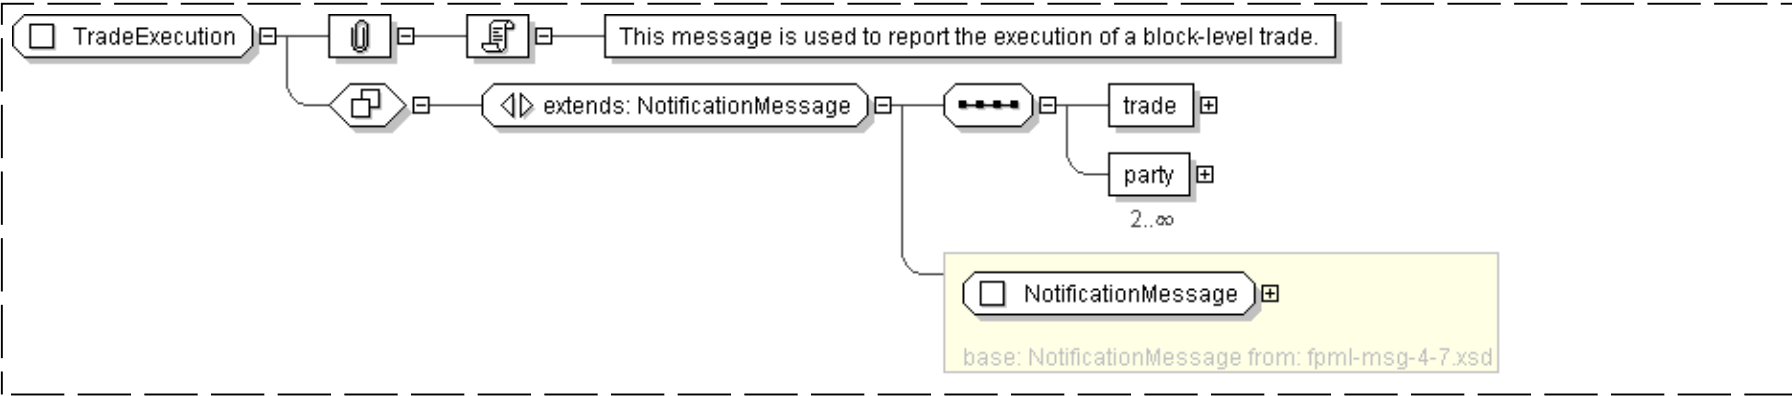 TradeExecution
This message is used to report the execution of a block-level trade.
extends: NotificationMessage
trade
party
2..∞
NotificationMessage
base: NotificationMessage from: fpml-msg-4-7.xsd